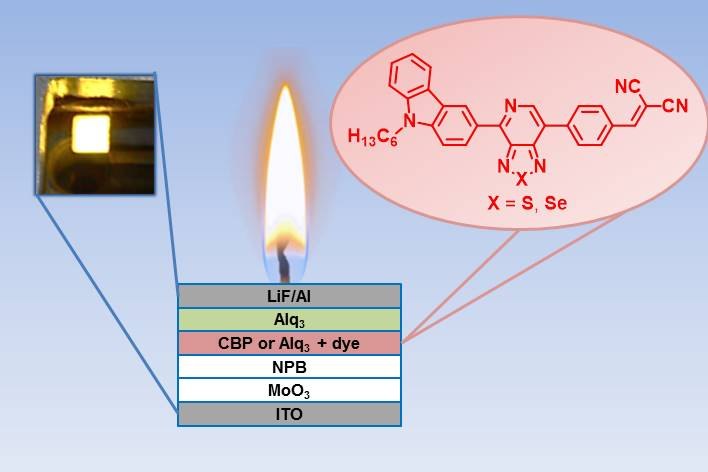 NC
CN
N
N
H13C6
N N
X
X = S, Se
LiF/Al
Alq3
CBP or Alq3 + dye
NPB
MoO3
ITO